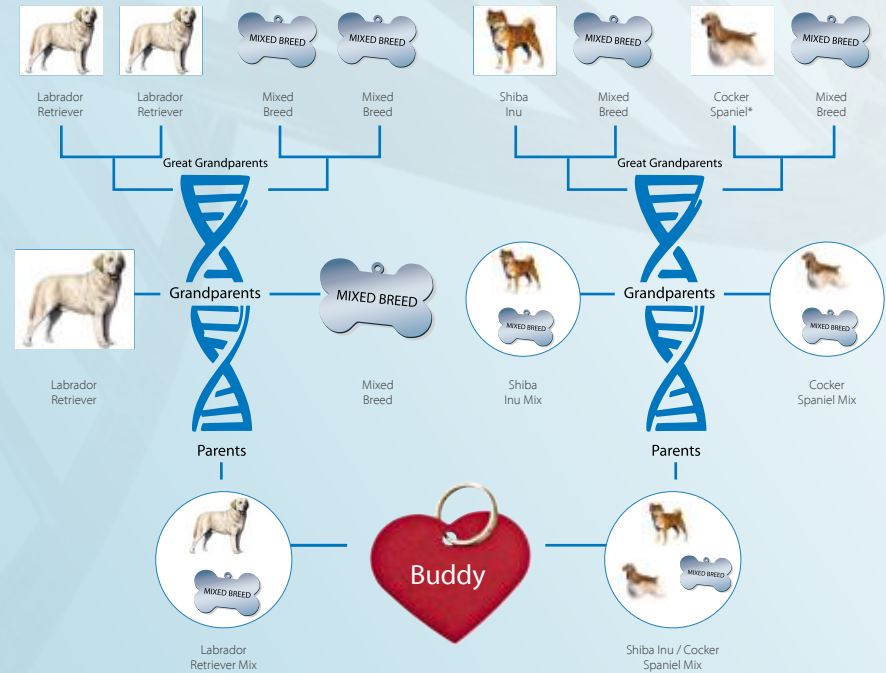 MIXED BREED
MIXED BREED
MIXED BREED
MIXED BREED
Labrador
Retriever
Labrador
Retriever
Mixed
Breed
Mixed
Breed
Shiba
Inu
Mixed
Breed
Cocker
Spaniel*
Mixed
Breed
Great Grandparents
Great Grandparents
Grandparents
MIXED BREED
MIXED BREED
Grandparents
MIXED BREED
Labrador
Retriever
Mixed
Breed
Shiba
Inu Mix
Cocker
Spaniel Mix
Parents
Parents
MIXED BREED
Buddy
MIXED BREED
Labrador
Retriever Mix
Shiba Inu / Cocker
Spaniel Mix